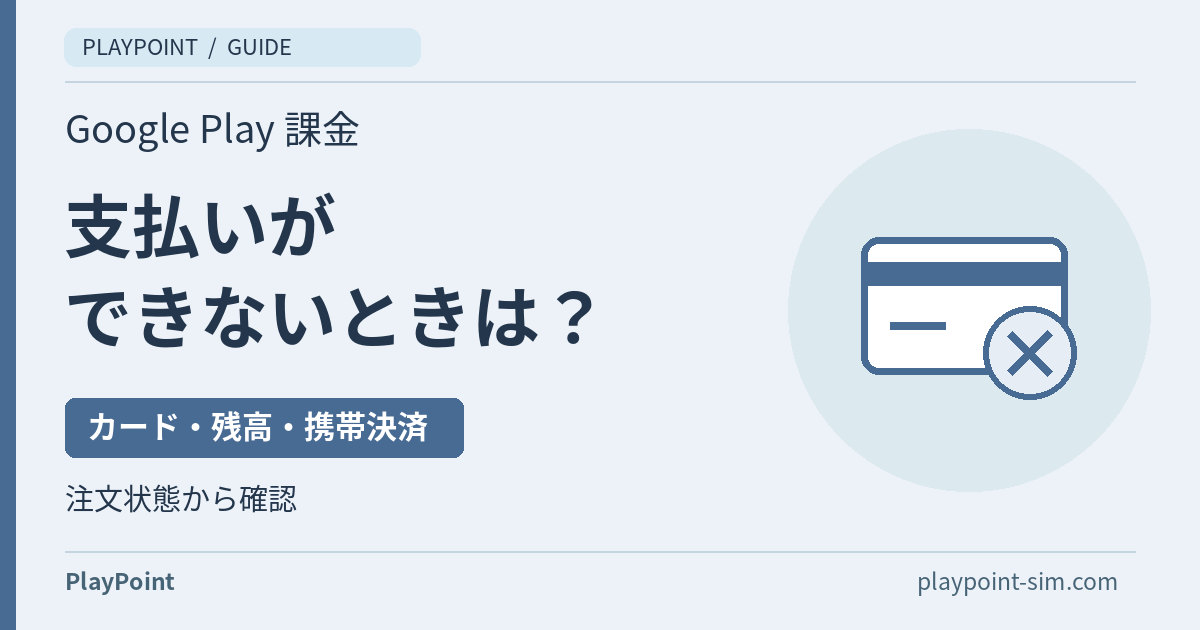 PLAYPOINT / GUIDE
Google Play 課金
支払いが
できないときは？
カード・残高・携帯決済
注文状態から確認
PlayPoint
playpoint-sim.com